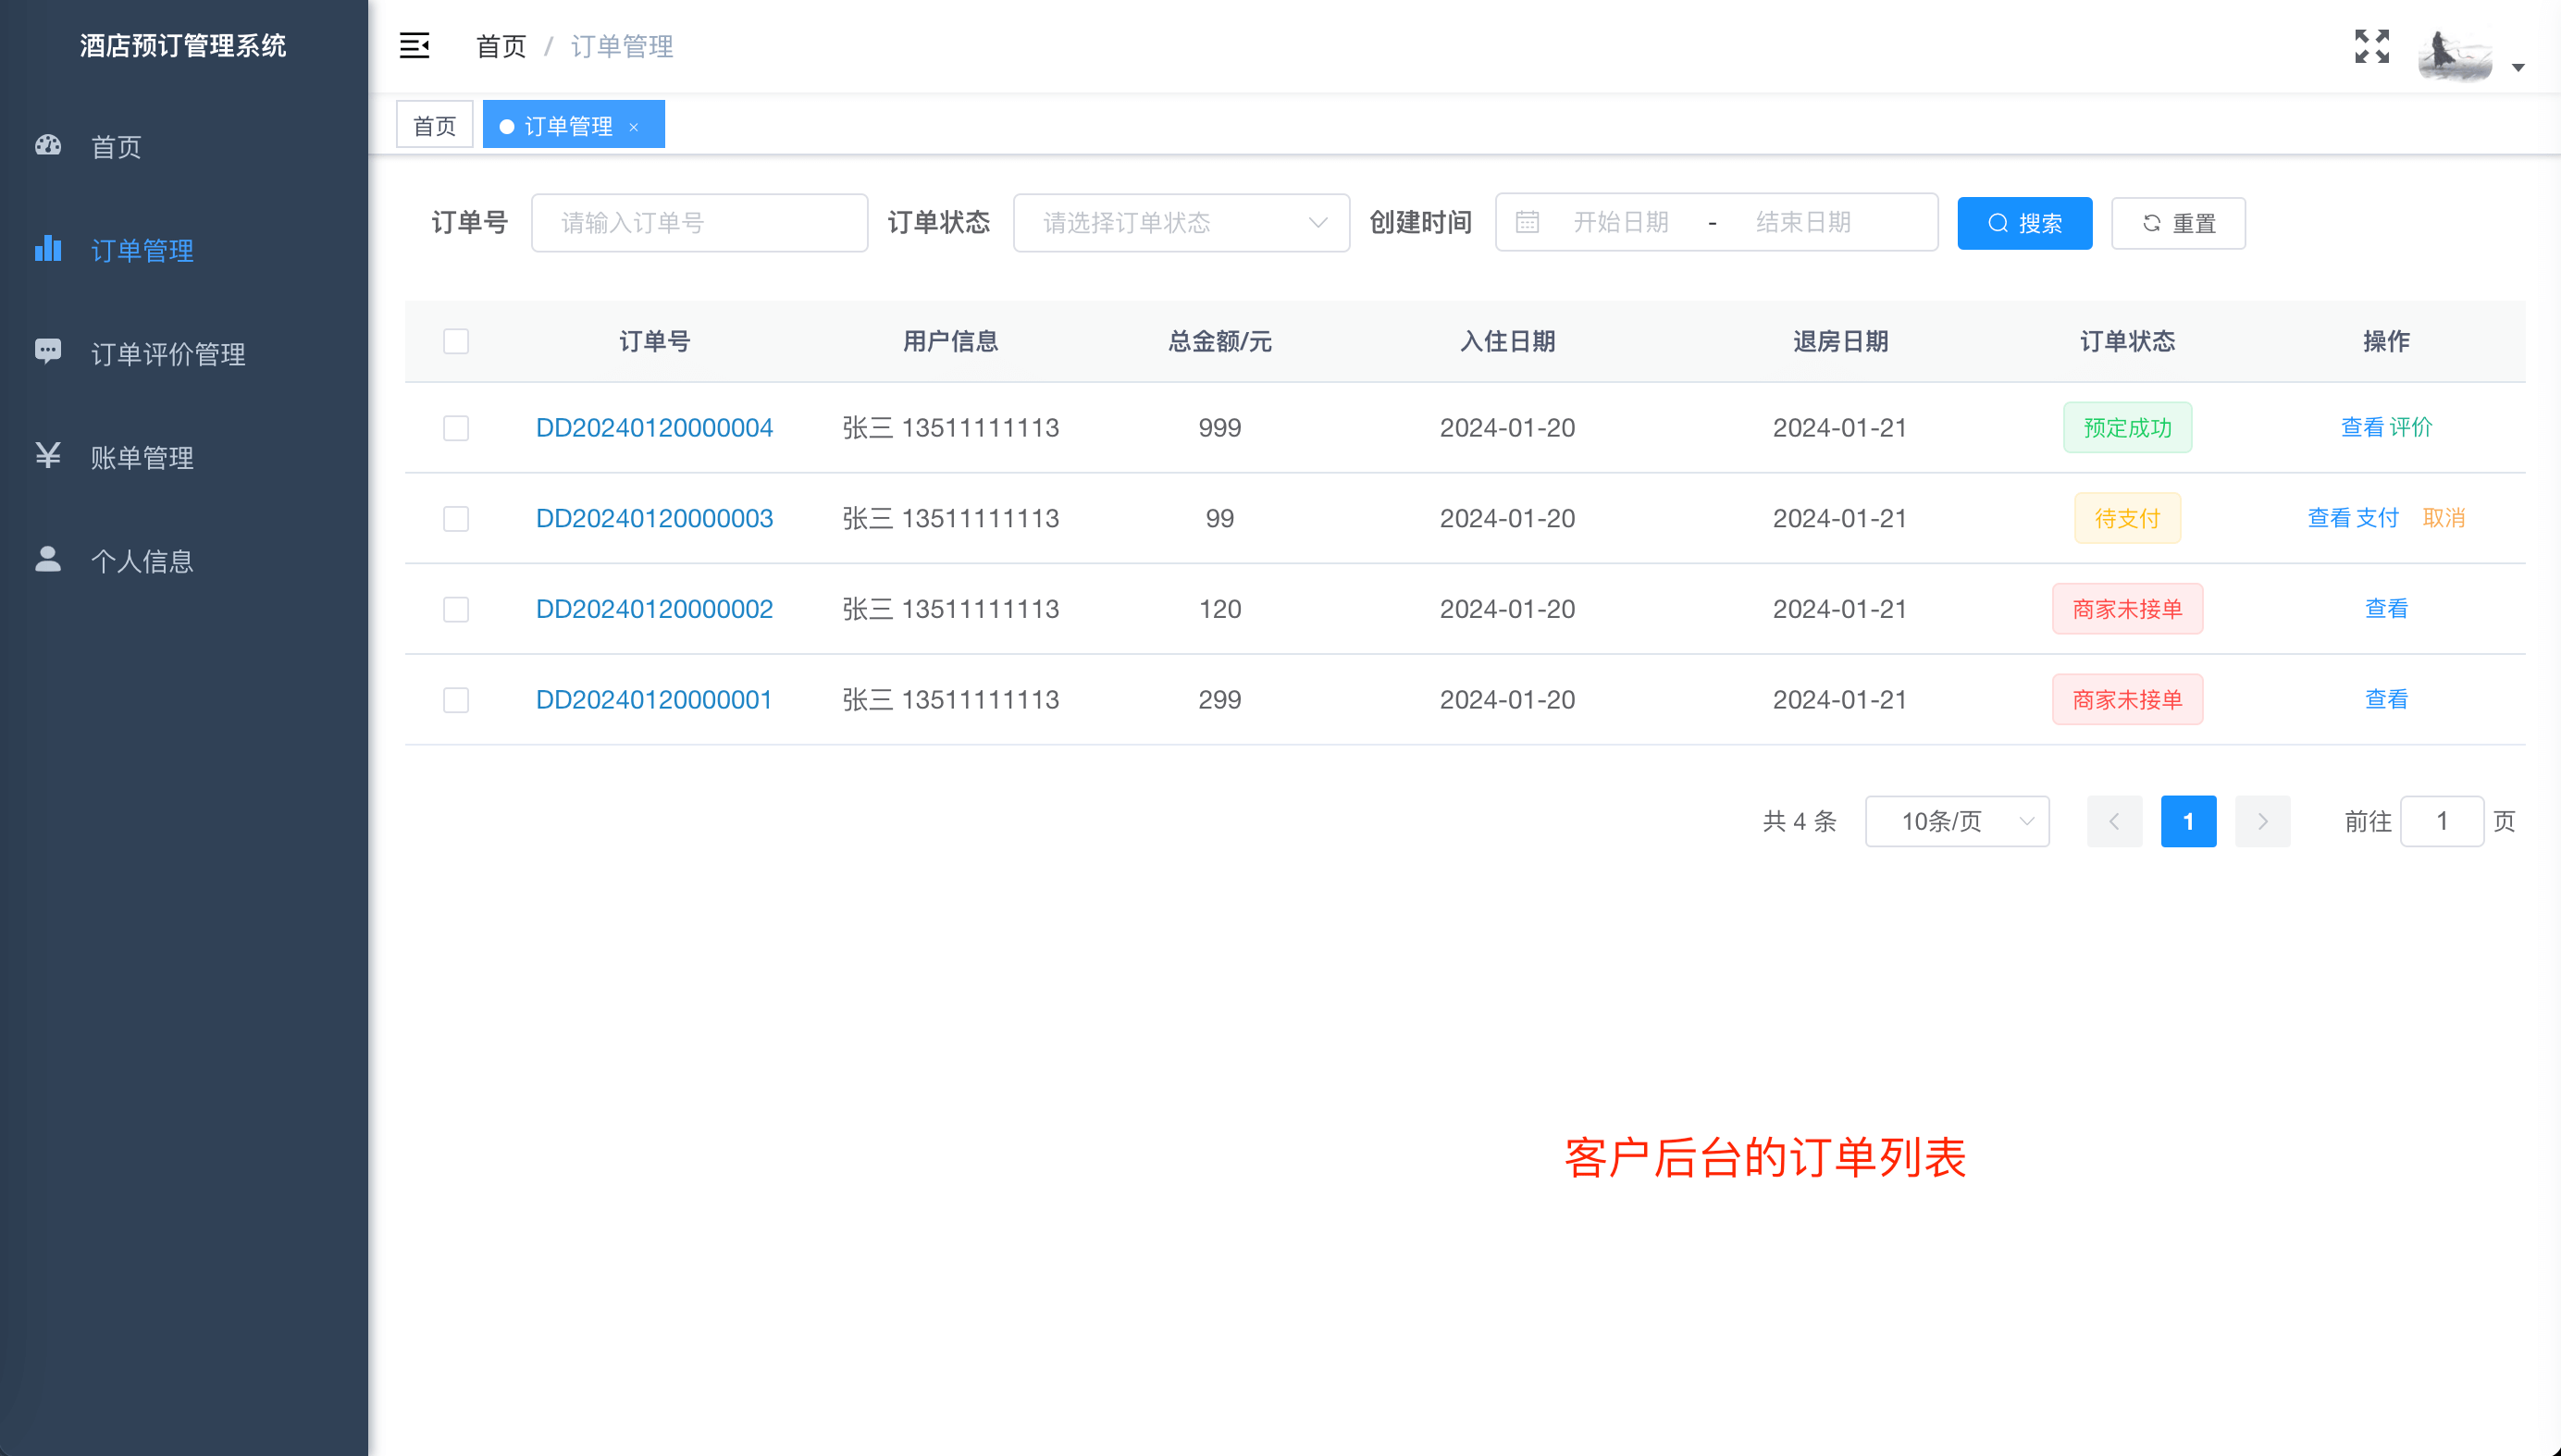 酒店预订管理系统
首页
订单管理
订单评价管理
账单管理
个人信息
首页 / 订单管理
首页 订单管理 ×
订单号 请输入订单号 订单状态 请选择订单状态 创建时间 开始日期 - 结束日期 搜索 重置
订单号 用户信息 总金额/元 入住日期 退房日期 订单状态 操作
DD20240120000004 张三 13511111113 999 2024-01-20 2024-01-21 预定成功 查看 评价
DD20240120000003 张三 13511111113 99 2024-01-20 2024-01-21 待支付 查看 支付 取消
DD20240120000002 张三 13511111113 120 2024-01-20 2024-01-21 商家未接单 查看
DD20240120000001 张三 13511111113 299 2024-01-20 2024-01-21 商家未接单 查看
共 4 条 10条/页 1 前往 1 页
客户后台的订单列表